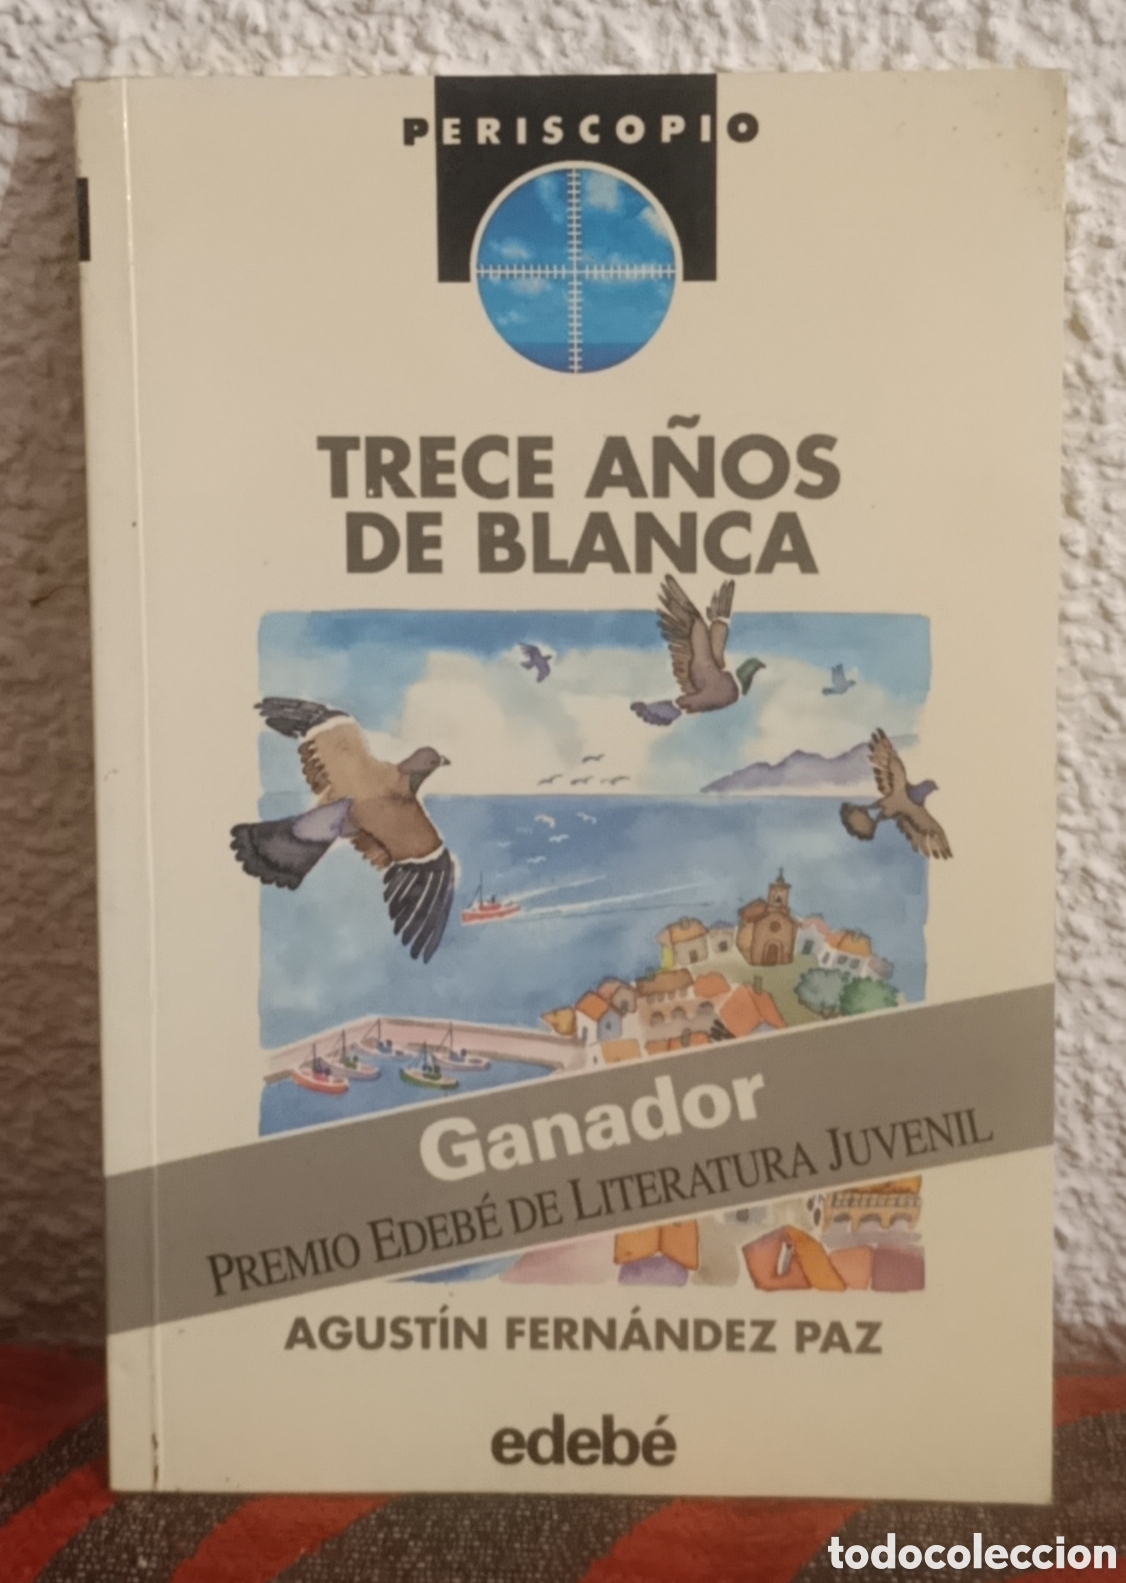 PERISCOPIO
TRECE AÑOS
DE BLANCA
Ganador
PREMIO EDEBÉ DE LITERATURA JUVENIL
AGUSTÍN FERNÁNDEZ PAZ
edebé
todocoleccion